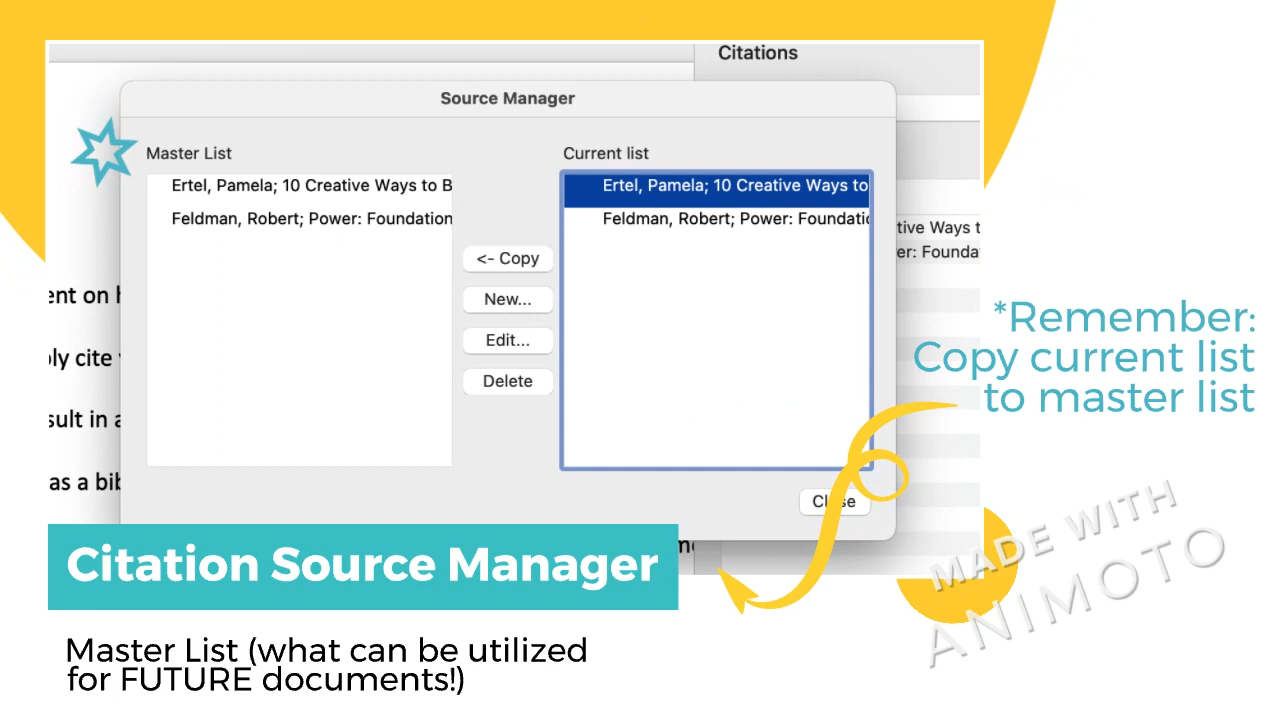 Citations
Source Manager
Master List
Current list
Ertel, Pamela; 10 Creative Ways to B
Feldman, Robert; Power: Foundation
Ertel, Pamela; 10 Creative Ways to
Feldman, Robert; Power: Foundatio
<- Copy
New...
Edit...
Delete
Close
tive Ways t
er: Founda
ent on h
ly cite
sult in a
as a bib
*Remember:
Copy current list
to master list
Citation Source Manager
Master List (what can be utilized
for FUTURE documents!)
MADE WITH
ANIMOTO